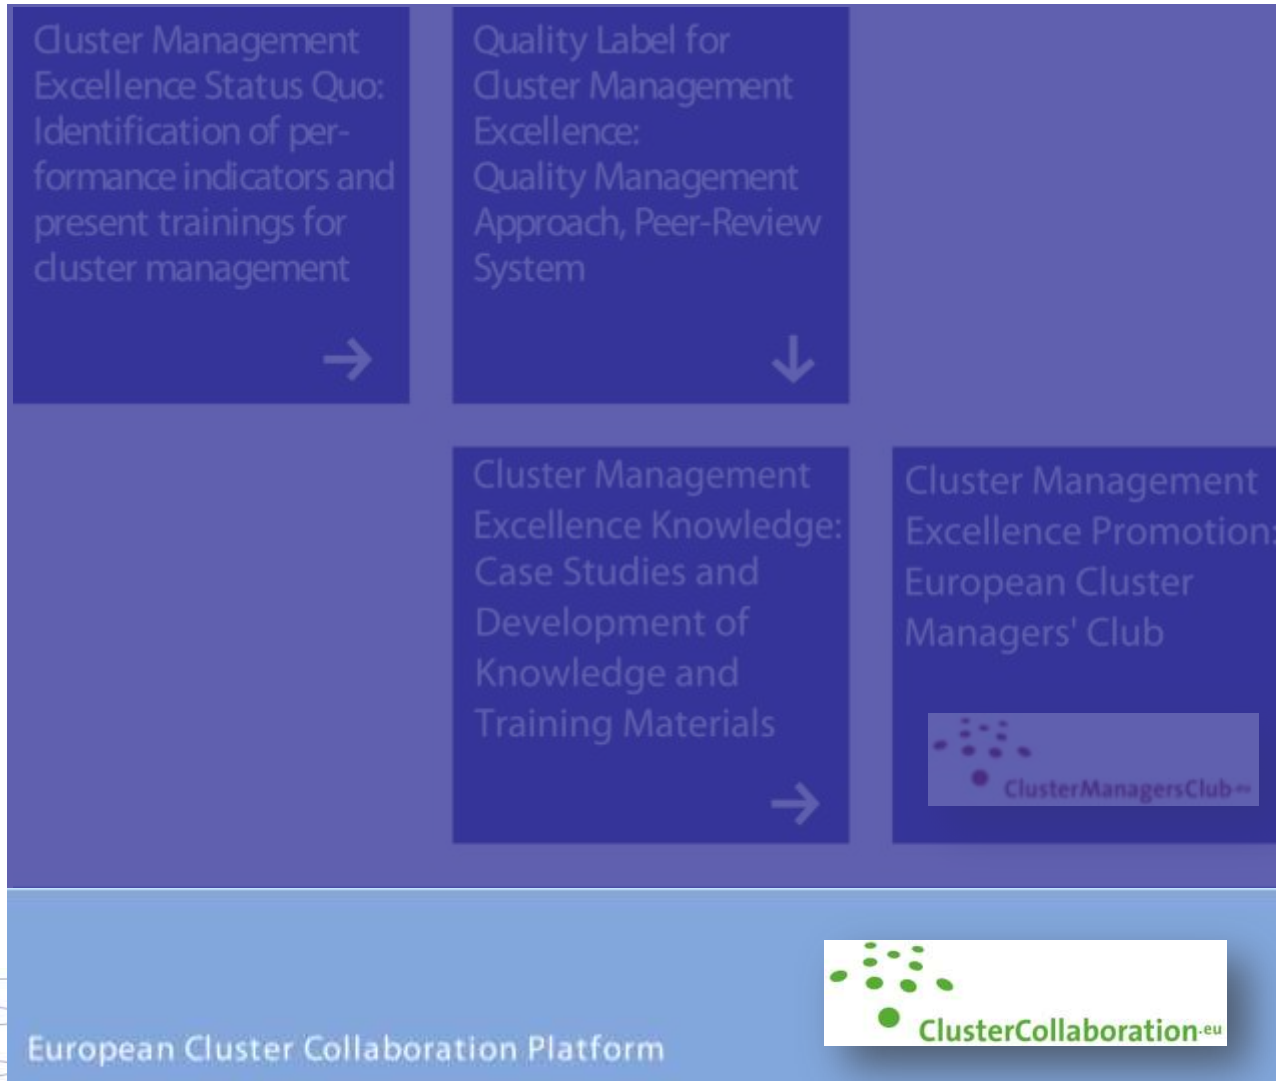 Cluster Management
Excellence Status Quo:
Identification of per-
formance indicators and
present trainings for
cluster management
Quality Label for
Cluster Management
Excellence:
Quality Management
Approach, Peer-Review
System
Cluster Management
Excellence Knowledge:
Case Studies and
Development of
Knowledge and
Training Materials
Cluster Management
Excellence Promotion:
European Cluster
Managers' Club
ClusterManagersClub.eu
European Cluster Collaboration Platform
ClusterCollaboration.eu